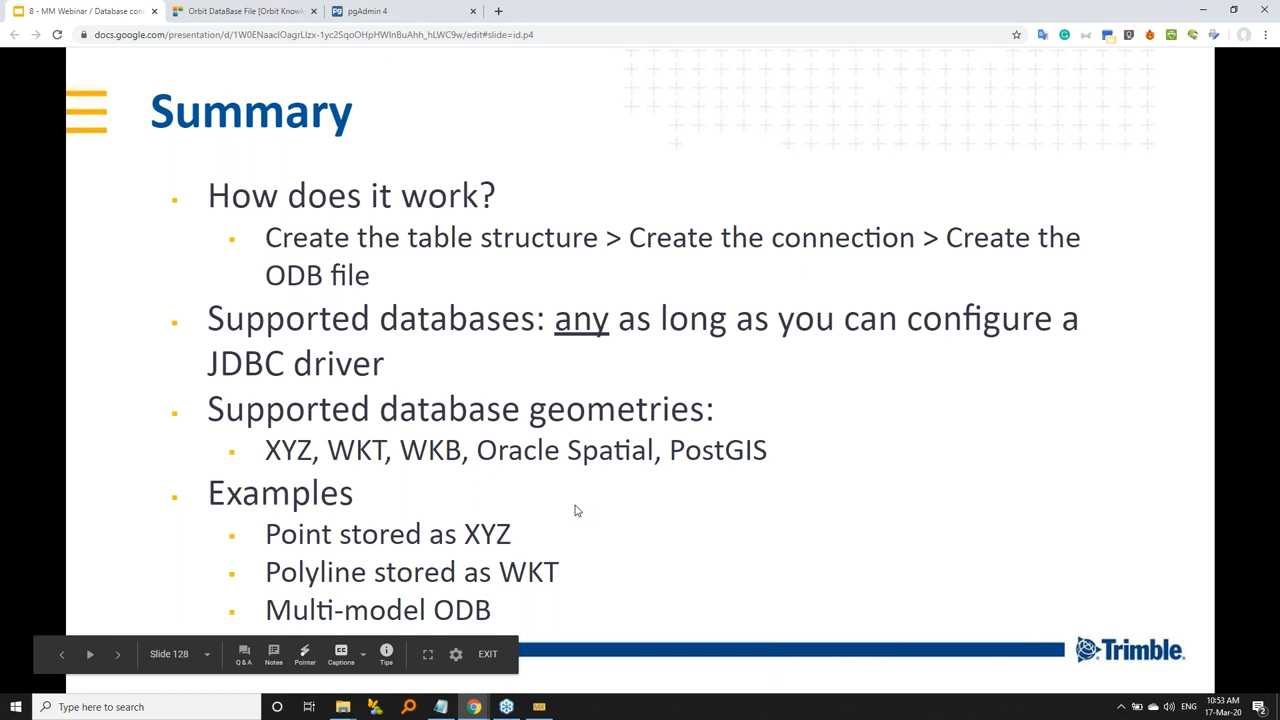 8 - MM Webinar / Database con
Orbit DataBase File [Orbit Knowl
pgAdmin 4
docs.google.com/presentation/d/1W0ENaacIOagrLIzx-1yc2SqoOHpHWInBuAhh_hLWC9w/edit#slide=id.p4
Summary
How does it work?
Create the table structure > Create the connection > Create the
ODB file
Supported databases: any as long as you can configure a
JDBC driver
Supported database geometries:
XYZ, WKT, WKB, Oracle Spatial, PostGIS
Examples
Point stored as XYZ
Polyline stored as WKT
Multi-model ODB
Slide 128
Q & A
Notes
Pointer
Captions
Tips
EXIT
Trimble
Type here to search
ENG
10:53 AM
17-Mar-20
2